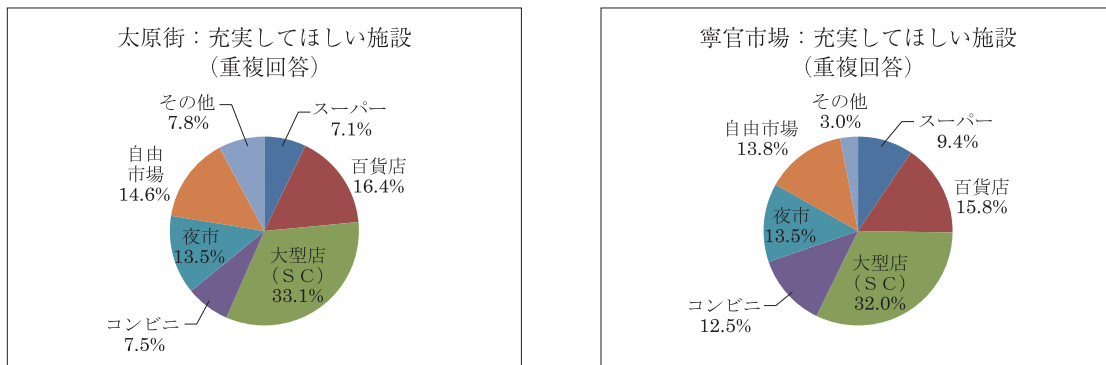 太原街：充実してほしい施設
（重複回答）
その他
7.8%
スーパー
7.1%
自由
市場
14.6%
百貨店
16.4%
夜市
13.5%
大型店
（ＳＣ）
33.1%
コンビニ
7.5%
寧官市場：充実してほしい施設
（重複回答）
その他
3.0%
スーパー
9.4%
自由市場
13.8%
百貨店
15.8%
夜市
13.5%
大型店
（ＳＣ）
32.0%
コンビニ
12.5%